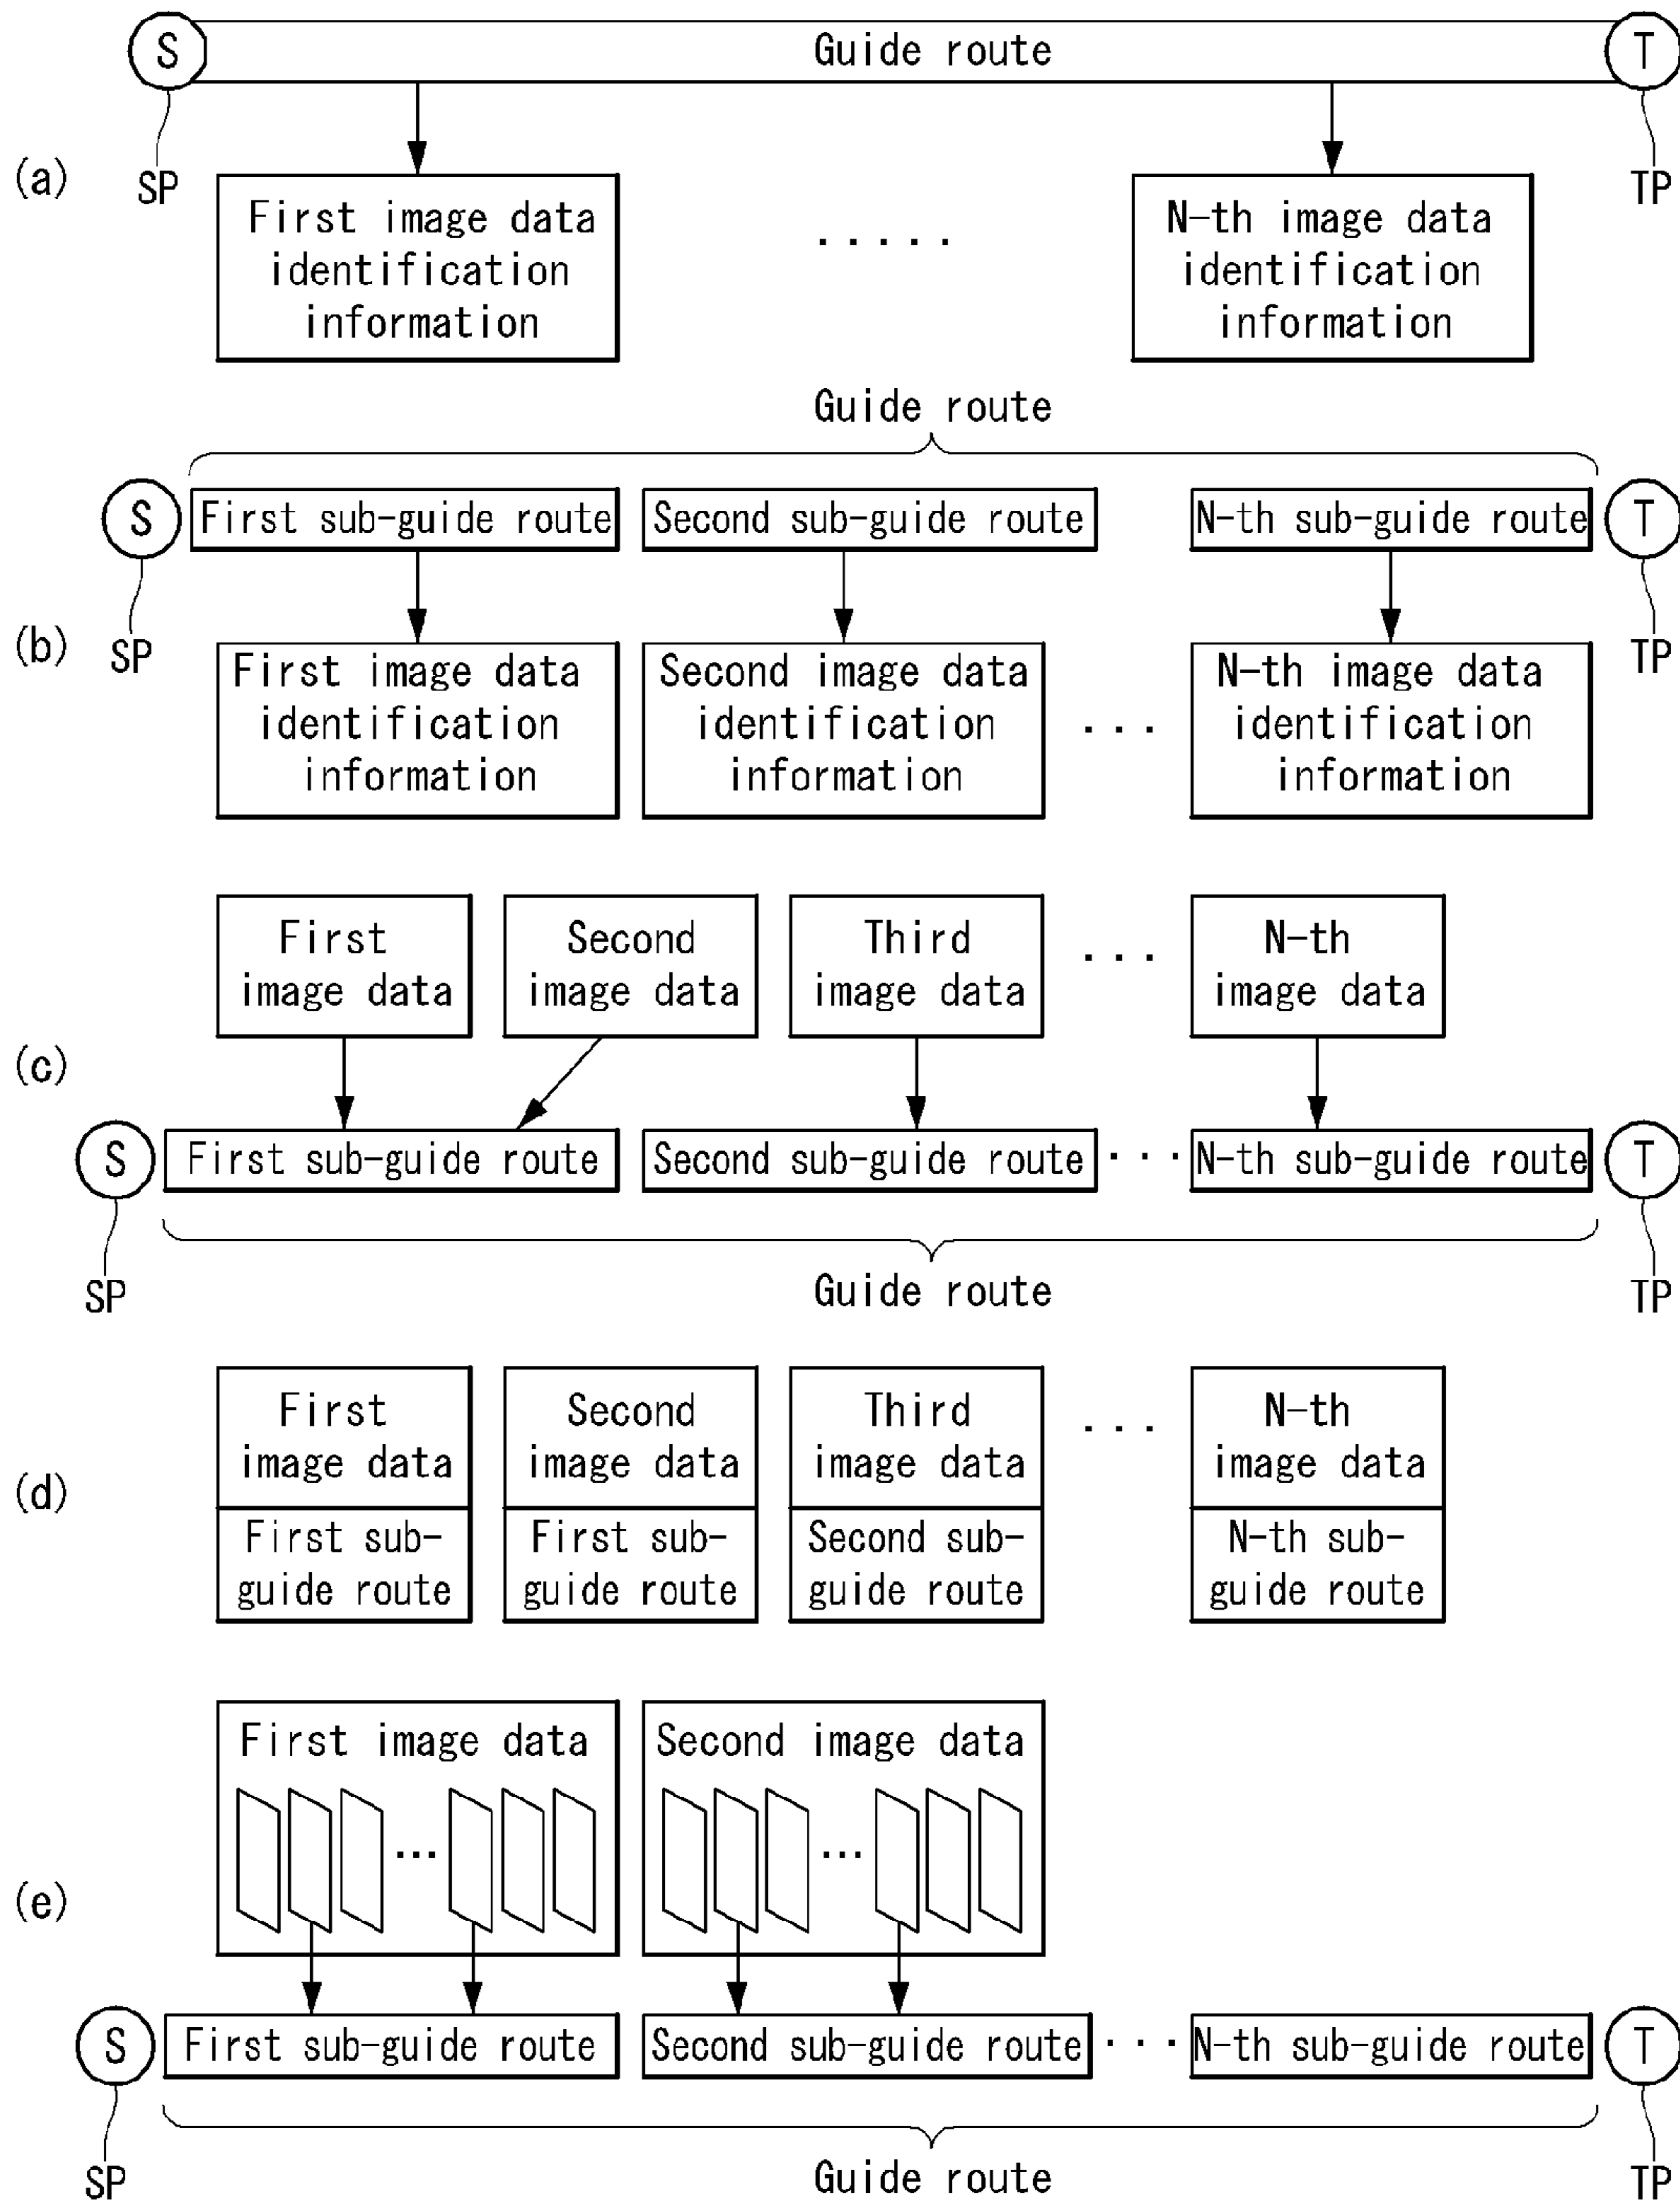 S
Guide route
T
(a)
SP
TP
First image data
identification
information
. . . . .
N-th image data
identification
information
Guide route
S
First sub-guide route
Second sub-guide route
N-th sub-guide route
T
(b)
SP
TP
First image data
identification
information
Second image data
identification
information
. . .
N-th image data
identification
information
(c)
First
image data
Second
image data
Third
image data
. . .
N-th
image data
S
First sub-guide route
Second sub-guide route
. . .
N-th sub-guide route
T
SP
Guide route
TP
(d)
First
image data
First sub-
guide route
Second
image data
First sub-
guide route
Third
image data
Second sub-
guide route
. . .
N-th
image data
N-th sub-
guide route
(e)
First image data
...
Second image data
...
S
First sub-guide route
Second sub-guide route
. . .
N-th sub-guide route
T
SP
Guide route
TP